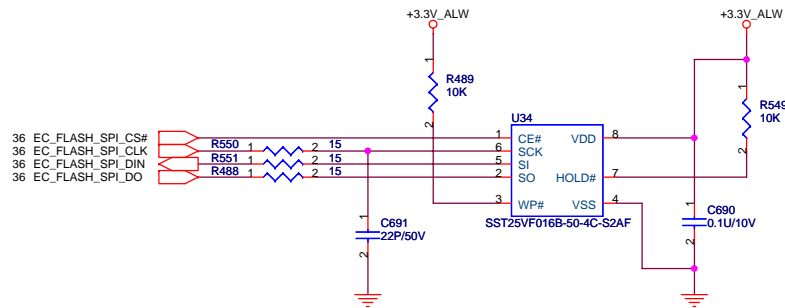 +3.3V_ALW
+3.3V_ALW
1
R489
10K
2
1
R549
10K
2
U34
36 EC_FLASH_SPI_CS#
1 CE# VDD 8
36 EC_FLASH_SPI_CLK R550 1 2 15 6 SCK
36 EC_FLASH_SPI_DIN R551 1 2 15 5 SI
36 EC_FLASH_SPI_DO R488 1 2 15 2 SO HOLD# 7
3 WP# VSS 4
SST25VF016B-50-4C-S2AF
1
C691
22P/50V
2
1
C690
0.1U/10V
2